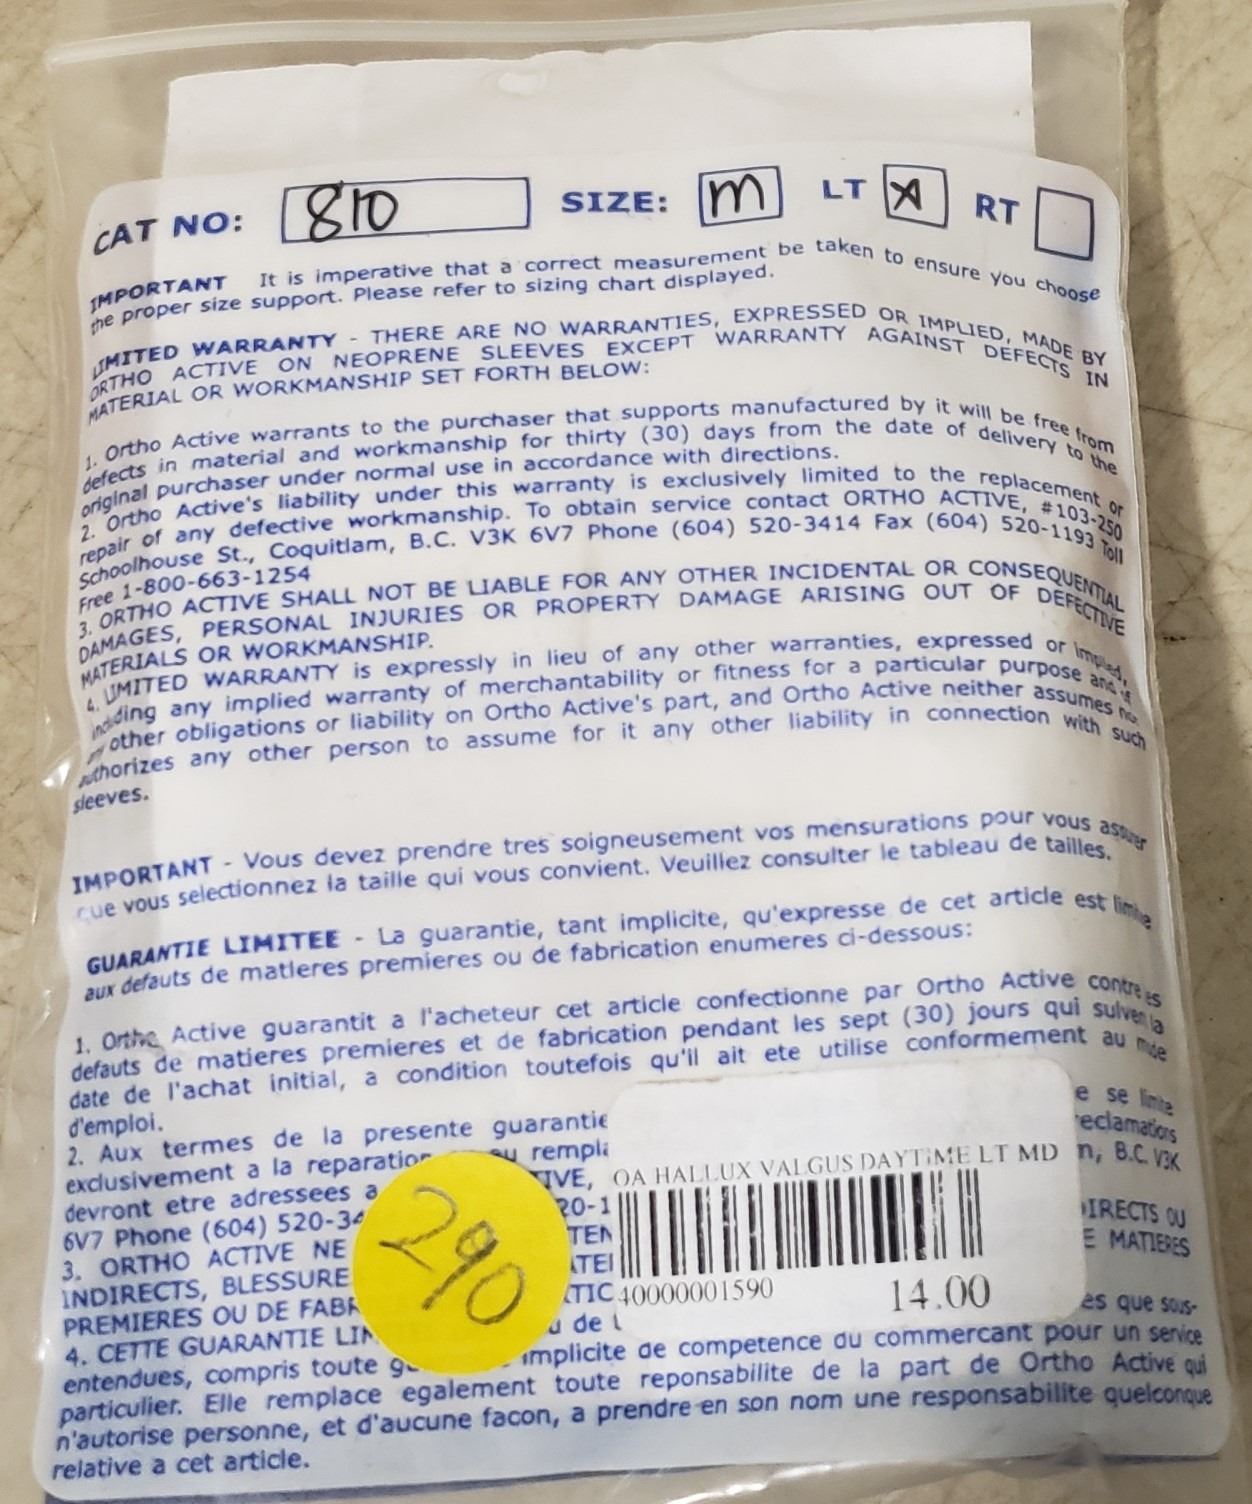 CAT NO: 810 SIZE: M LT X RT
IMPORTANT It is imperative that a correct measurement be taken to ensure you choose
the proper size support. Please refer to sizing chart displayed.
LIMITED WARRANTY - THERE ARE NO WARRANTIES, EXPRESSED OR IMPLIED, MADE BY
ORTHO ACTIVE ON NEOPRENE SLEEVES EXCEPT WARRANTY AGAINST DEFECTS IN
MATERIAL OR WORKMANSHIP SET FORTH BELOW:
1. Ortho Active warrants to the purchaser that supports manufactured by it will be free from
defects in material and workmanship for thirty (30) days from the date of delivery to the
original purchaser under normal use in accordance with directions.
2. Ortho Active's liability under this warranty is exclusively limited to the replacement or
repair of any defective workmanship. To obtain service contact ORTHO ACTIVE, #103-250
Schoolhouse St., Coquitlam, B.C. V3K 6V7 Phone (604) 520-3414 Fax (604) 520-1193 Toll
Free 1-800-663-1254
3. ORTHO ACTIVE SHALL NOT BE LIABLE FOR ANY OTHER INCIDENTAL OR CONSEQUENTIAL
DAMAGES, PERSONAL INJURIES OR PROPERTY DAMAGE ARISING OUT OF DEFECTIVE
MATERIALS OR WORKMANSHIP.
4. LIMITED WARRANTY is expressly in lieu of any other warranties, expressed or implied,
including any implied warranty of merchantability or fitness for a particular purpose and of
any other obligations or liability on Ortho Active's part, and Ortho Active neither assumes nor
authorizes any other person to assume for it any other liability in connection with such
sleeves.
IMPORTANT - Vous devez prendre tres soigneusement vos mensurations pour vous assurer
que vous selectionnez la taille qui vous convient. Veuillez consulter le tableau de tailles.
GUARANTIE LIMITEE - La guarantie, tant implicite, qu'expresse de cet article est limitee
aux defauts de matieres premieres ou de fabrication enumeres ci-dessous:
1. Ortho Active guarantit a l'acheteur cet article confectionne par Ortho Active contre les
defauts de matieres premieres et de fabrication pendant les sept (30) jours qui suivent la
date de l'achat initial, a condition toutefois qu'il ait ete utilise conformement au mode
d'emploi.
2. Aux termes de la presente guarantie e se limite
exclusivement a la reparation ou rempla reclamations
devront etre adressees a TIVE, m, B.C. V3K
6V7 Phone (604) 520-34 20-1
3. ORTHO ACTIVE NE TEN DIRECTS OU
INDIRECTS, BLESSURE ATEI E MATIERES
PREMIERES OU DE FABR TIC
4. CETTE GUARANTIE LIM u de l es que sous-
entendues, compris toute gu implicite de competence du commercant pour un service
particulier. Elle remplace egalement toute reponsabilite de la part de Ortho Active qui
n'autorise personne, et d'aucune facon, a prendre en son nom une responsabilite quelconque
relative a cet article.
290
OA HALLUX VALGUS DAYTIME LT MD
40000001590 14.00